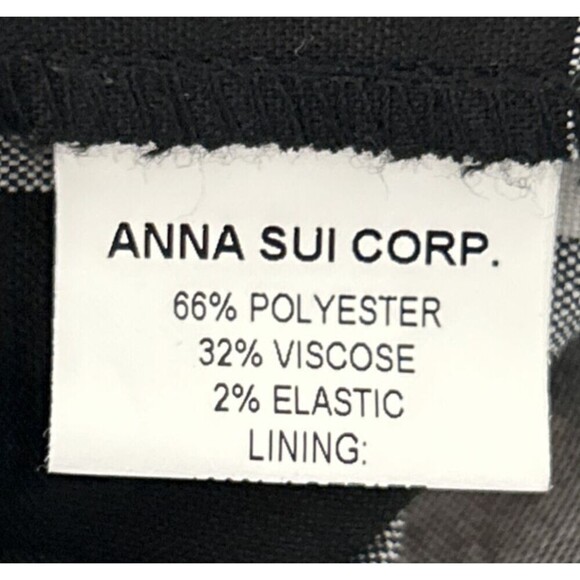 ANNA SUI CORP.
66% POLYESTER
32% VISCOSE
2% ELASTIC
LINING: